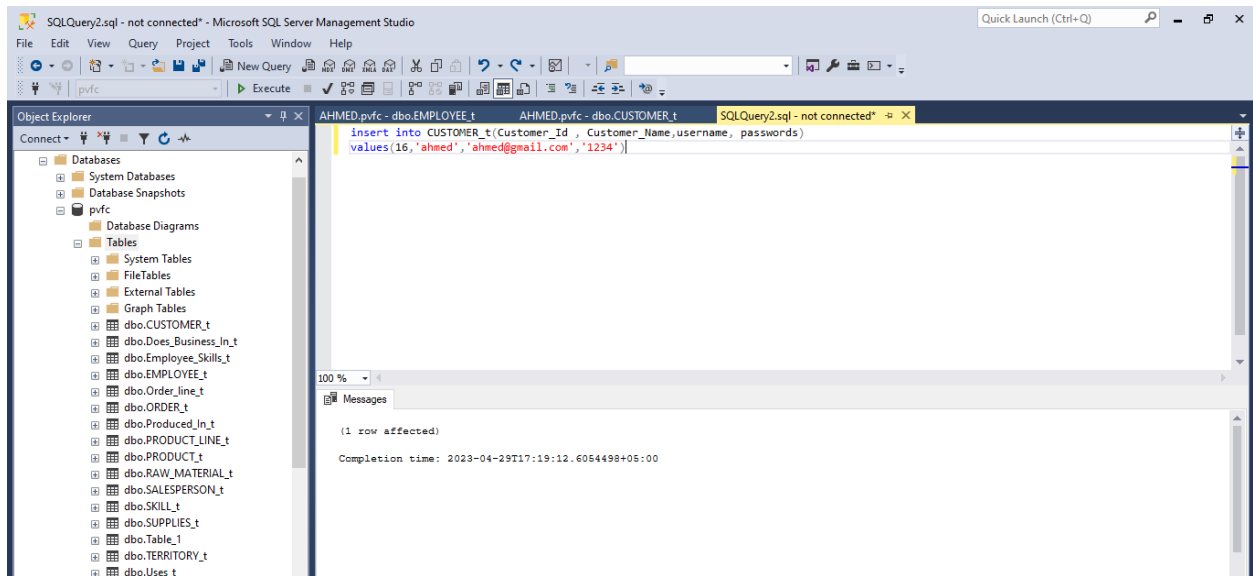 SQLQuery2.sql - not connected* - Microsoft SQL Server Management Studio
Quick Launch (Ctrl+Q)
File Edit View Query Project Tools Window Help
New Query MDX DMX XMLA DAX
pvfc Execute
Object Explorer
AHMED.pvfc - dbo.EMPLOYEE_t AHMED.pvfc - dbo.CUSTOMER_t SQLQuery2.sql - not connected*
Connect
Databases
System Databases
Database Snapshots
pvfc
Database Diagrams
Tables
System Tables
FileTables
External Tables
Graph Tables
dbo.CUSTOMER_t
dbo.Does_Business_In_t
dbo.Employee_Skills_t
dbo.EMPLOYEE_t
dbo.Order_line_t
dbo.ORDER_t
dbo.Produced_In_t
dbo.PRODUCT_LINE_t
dbo.PRODUCT_t
dbo.RAW_MATERIAL_t
dbo.SALESPERSON_t
dbo.SKILL_t
dbo.SUPPLIES_t
dbo.Table_1
dbo.TERRITORY_t
dbo.Uses_t
insert into CUSTOMER_t(Customer_Id , Customer_Name,username, passwords)
values(16,'ahmed','ahmed@gmail.com','1234')
100 %
Messages
(1 row affected)
Completion time: 2023-04-29T17:19:12.6054498+05:00